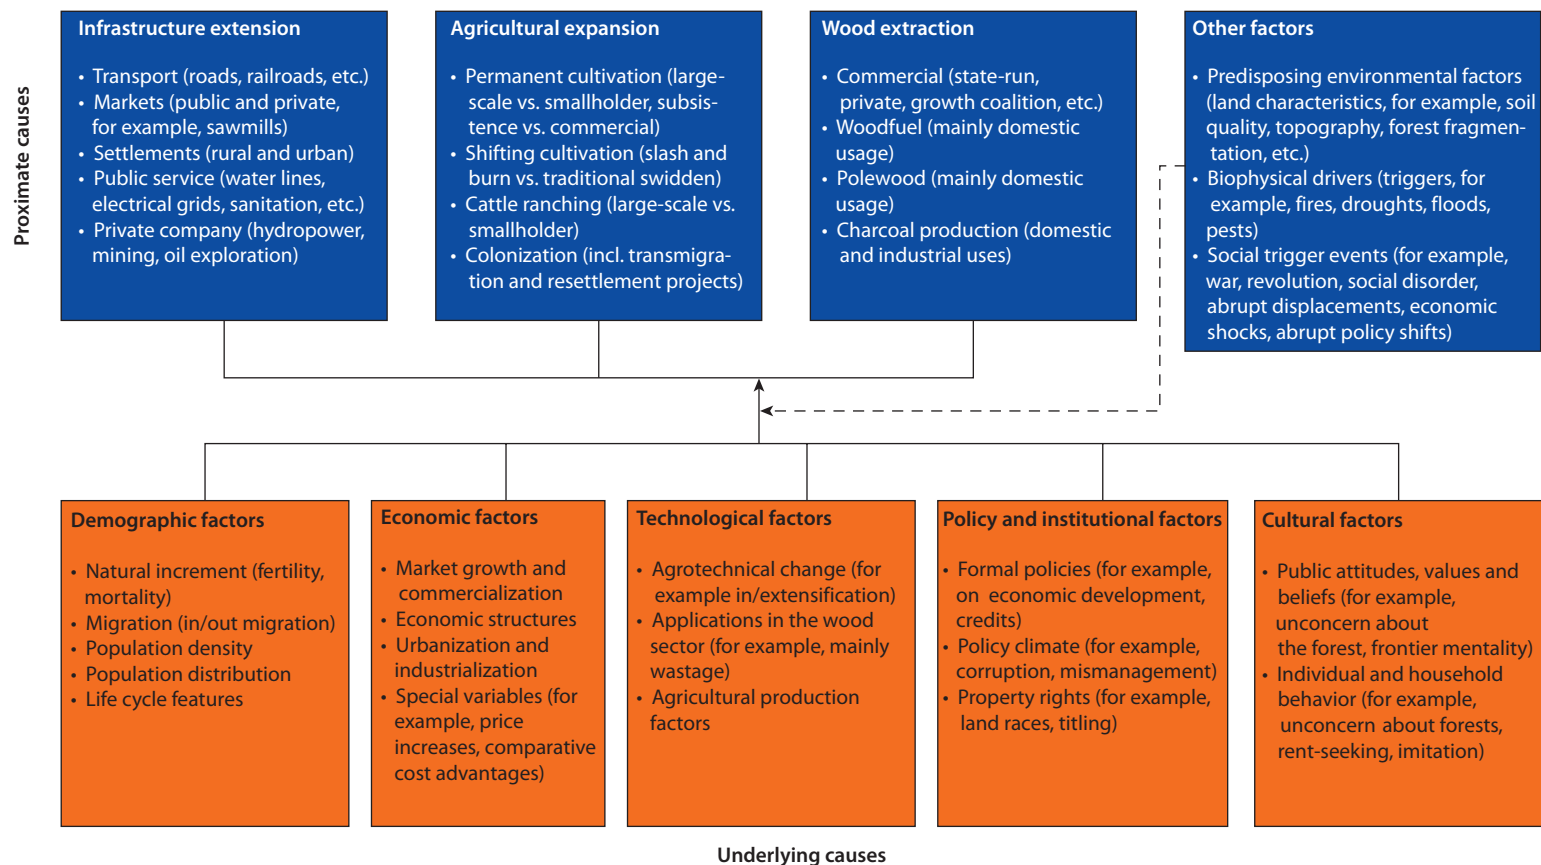 Proximate causes
Infrastructure extension
• Transport (roads, railroads, etc.)
• Markets (public and private,
for example, sawmills)
• Settlements (rural and urban)
• Public service (water lines,
electrical grids, sanitation, etc.)
• Private company (hydropower,
mining, oil exploration)
Agricultural expansion
• Permanent cultivation (large-
scale vs. smallholder, subsis-
tence vs. commercial)
• Shifting cultivation (slash and
burn vs. traditional swidden)
• Cattle ranching (large-scale vs.
smallholder)
• Colonization (incl. transmigra-
tion and resettlement projects)
Wood extraction
• Commercial (state-run,
private, growth coalition, etc.)
• Woodfuel (mainly domestic
usage)
• Polewood (mainly domestic
usage)
• Charcoal production (domestic
and industrial uses)
Other factors
• Predisposing environmental factors
(land characteristics, for example, soil
quality, topography, forest fragmen-
tation, etc.)
• Biophysical drivers (triggers, for
example, fires, droughts, floods,
pests)
• Social trigger events (for example,
war, revolution, social disorder,
abrupt displacements, economic
shocks, abrupt policy shifts)
Demographic factors
• Natural increment (fertility,
mortality)
• Migration (in/out migration)
• Population density
• Population distribution
• Life cycle features
Economic factors
• Market growth and
commercialization
• Economic structures
• Urbanization and
industrialization
• Special variables (for
example, price
increases, comparative
cost advantages)
Technological factors
• Agrotechnical change (for
example in/extensification)
• Applications in the wood
sector (for example, mainly
wastage)
• Agricultural production
factors
Policy and institutional factors
• Formal policies (for example,
on economic development,
credits)
• Policy climate (for example,
corruption, mismanagement)
• Property rights (for example,
land races, titling)
Cultural factors
• Public attitudes, values and
beliefs (for example,
unconcern about
the forest, frontier mentality)
• Individual and household
behavior (for example,
unconcern about forests,
rent-seeking, imitation)
Underlying causes